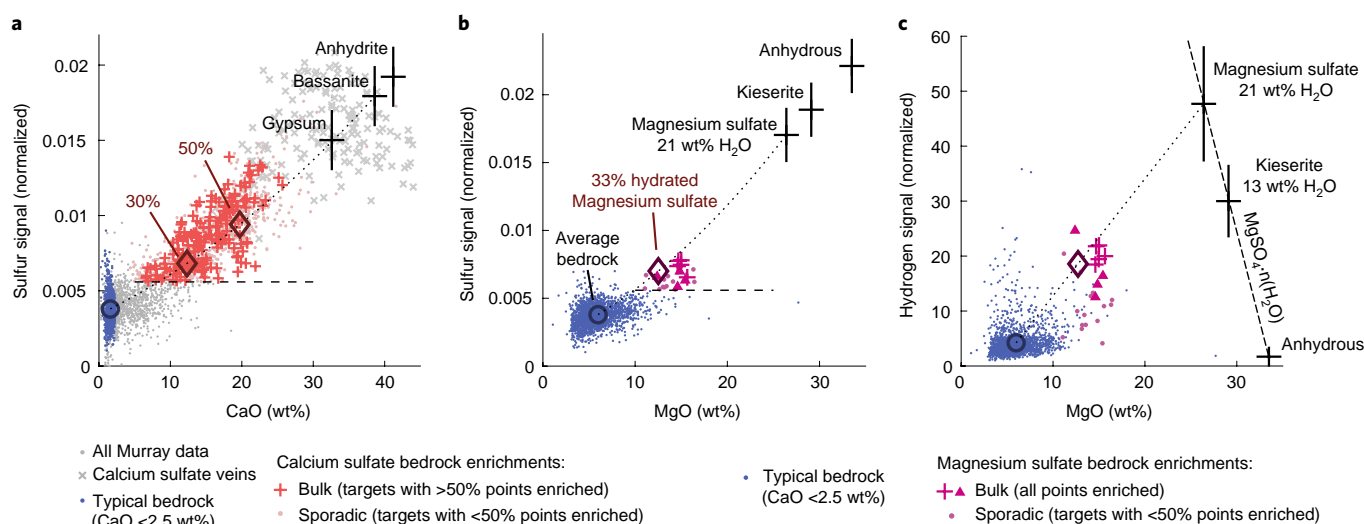 a
Sulfur signal (normalized)
0.02
0.015
0.01
0.005
0
0
10
20
30
40
CaO (wt%)
Anhydrite
Bassanite
Gypsum
50%
30%
b
Sulfur signal (normalized)
0.02
0.015
0.01
0.005
0
0
10
20
30
MgO (wt%)
Anhydrous
Kieserite
Magnesium sulfate
21 wt% H₂O
33% hydrated
Magnesium sulfate
Average
bedrock
c
Hydrogen signal (normalized)
60
50
40
30
20
10
0
0
10
20
30
MgO (wt%)
Magnesium sulfate
21 wt% H₂O
Kieserite
13 wt% H₂O
MgSO₄·n(H₂O)
Anhydrous
All Murray data
Calcium sulfate veins
Typical bedrock
(CaO <2.5 wt%)
Calcium sulfate bedrock enrichments:
Bulk (targets with >50% points enriched)
Sporadic (targets with <50% points enriched)
Typical bedrock
(CaO <2.5 wt%)
Magnesium sulfate bedrock enrichments:
Bulk (all points enriched)
Sporadic (targets with <50% points enriched)